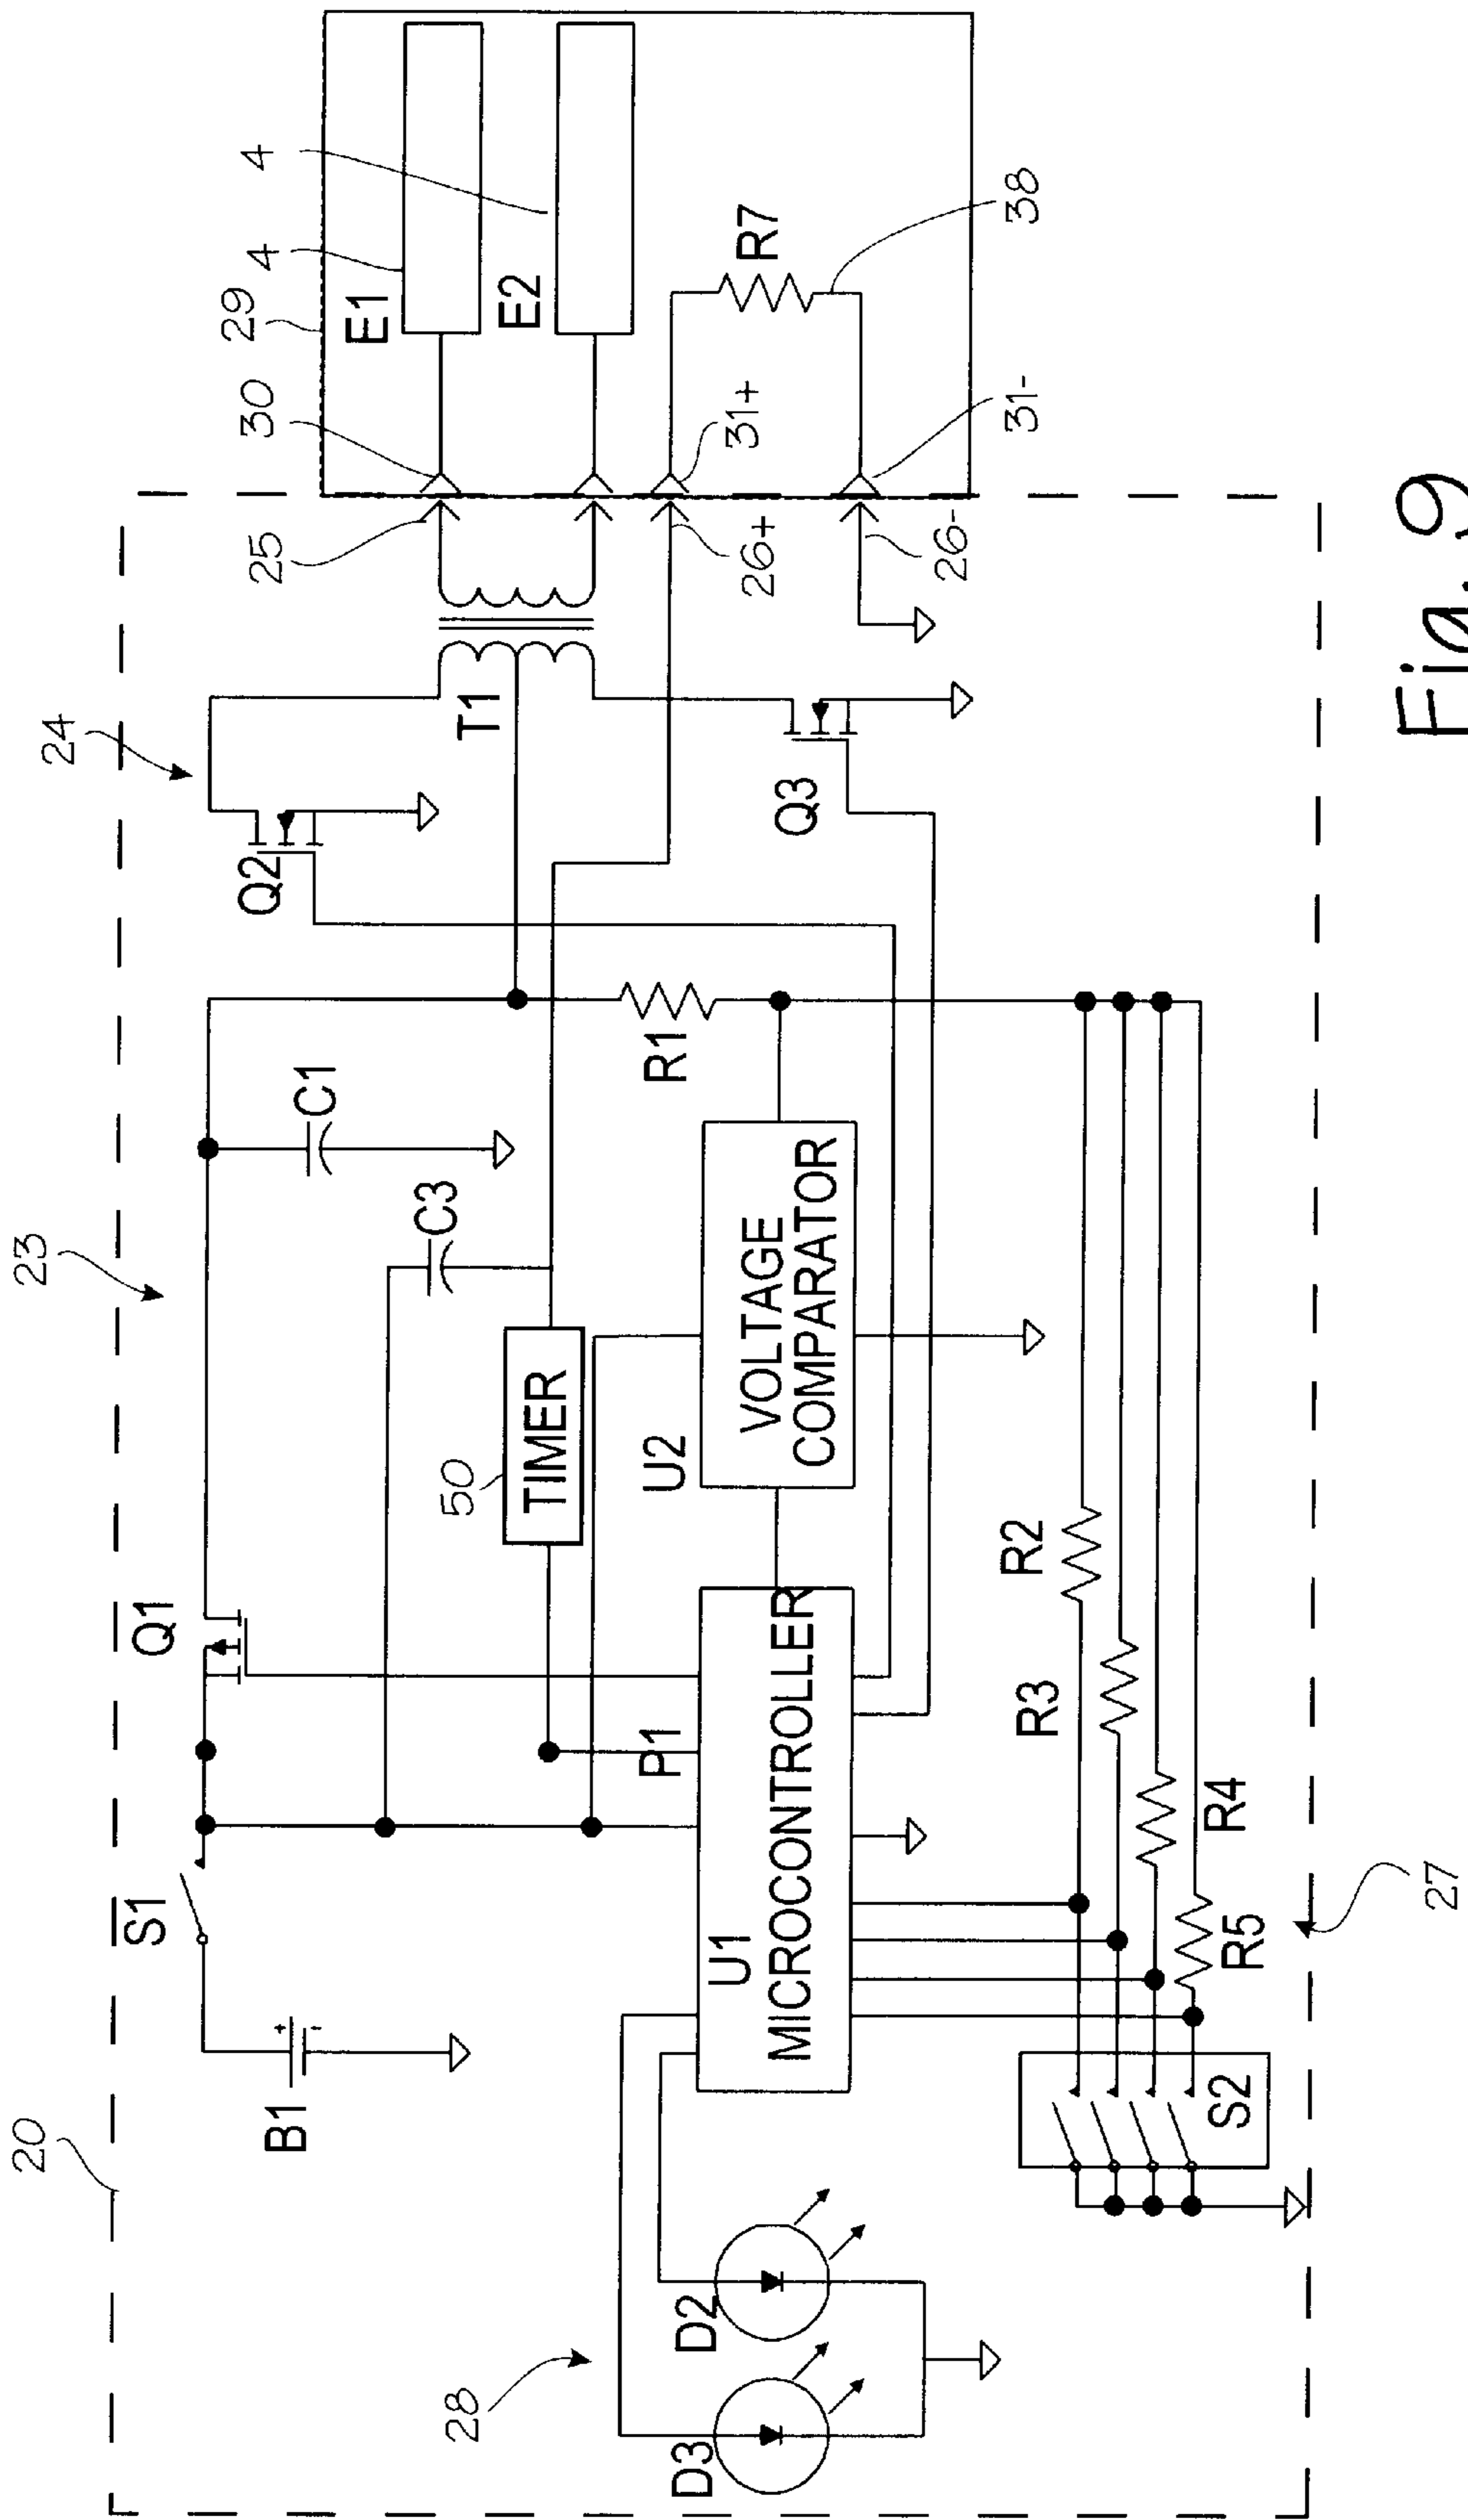 20
23
24
29
4
4
30
25
E1
E2
R7
38
31+
31-
26+
26-
S1
B1
+
-
Q1
C1
C3
Q2
T1
Q3
R1
50
TIMER
P1
U2
VOLTAGE
COMPARATOR
U1
MICROCONTROLLER
R2
R3
R4
R5
S2
27
28
D2
D3
Fig. 9